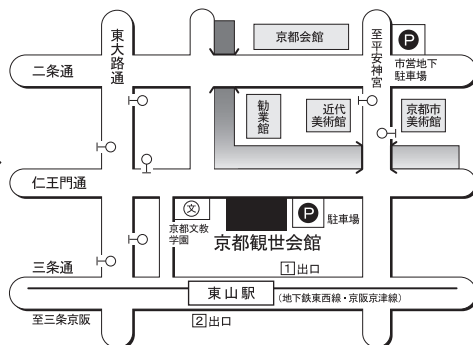 東大路通
京都会館
至平安神宮
P
市営地下
駐車場
二条通
勧業館
近代
美術館
京都市
美術館
仁王門通
文
京都文教
学園
P
駐車場
京都観世会館
三条通
1出口
東山駅
(地下鉄東西線・京阪京津線)
至三条京阪
2出口